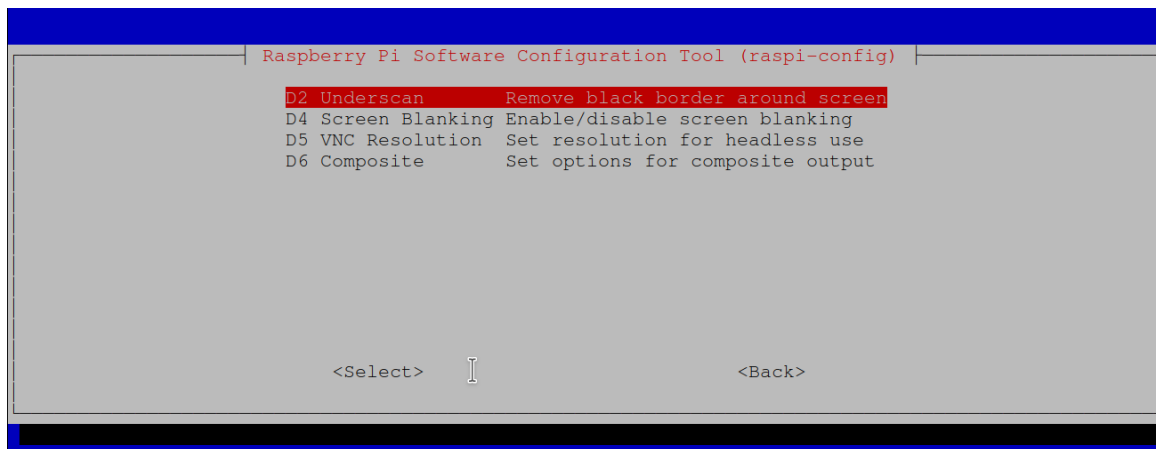 Raspberry Pi Software Configuration Tool (raspi-config)
D2 Underscan Remove black border around screen
D4 Screen Blanking Enable/disable screen blanking
D5 VNC Resolution Set resolution for headless use
D6 Composite Set options for composite output
<Select> <Back>